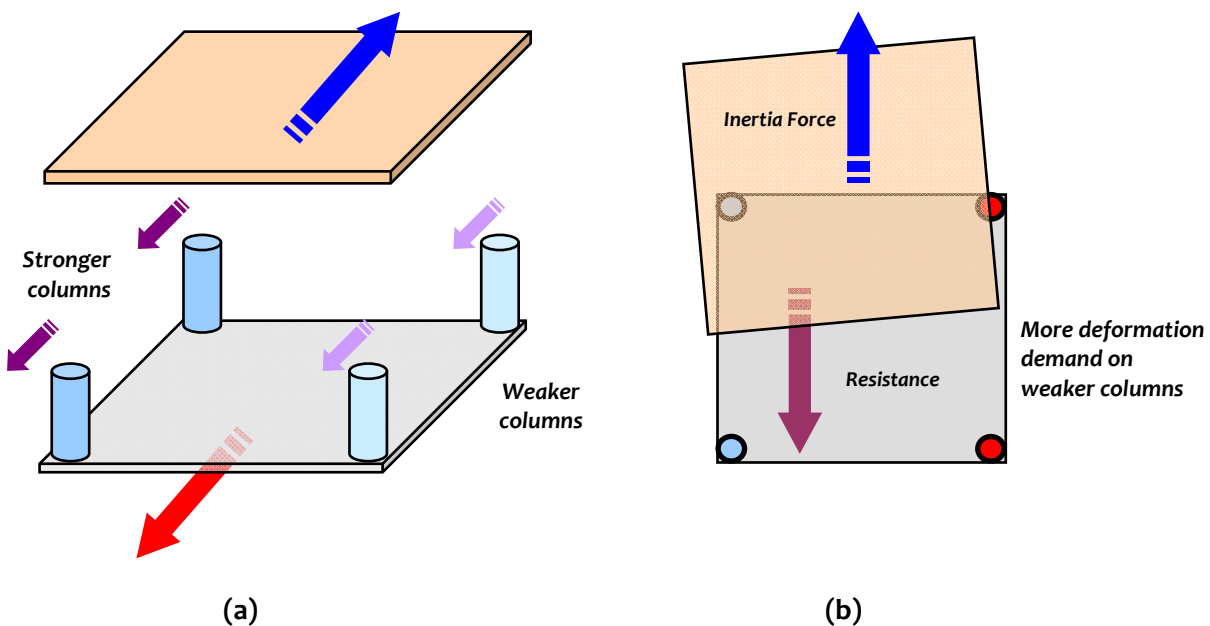 Stronger
columns
Weaker
columns
(a)
Inertia Force
Resistance
More deformation
demand on
weaker columns
(b)